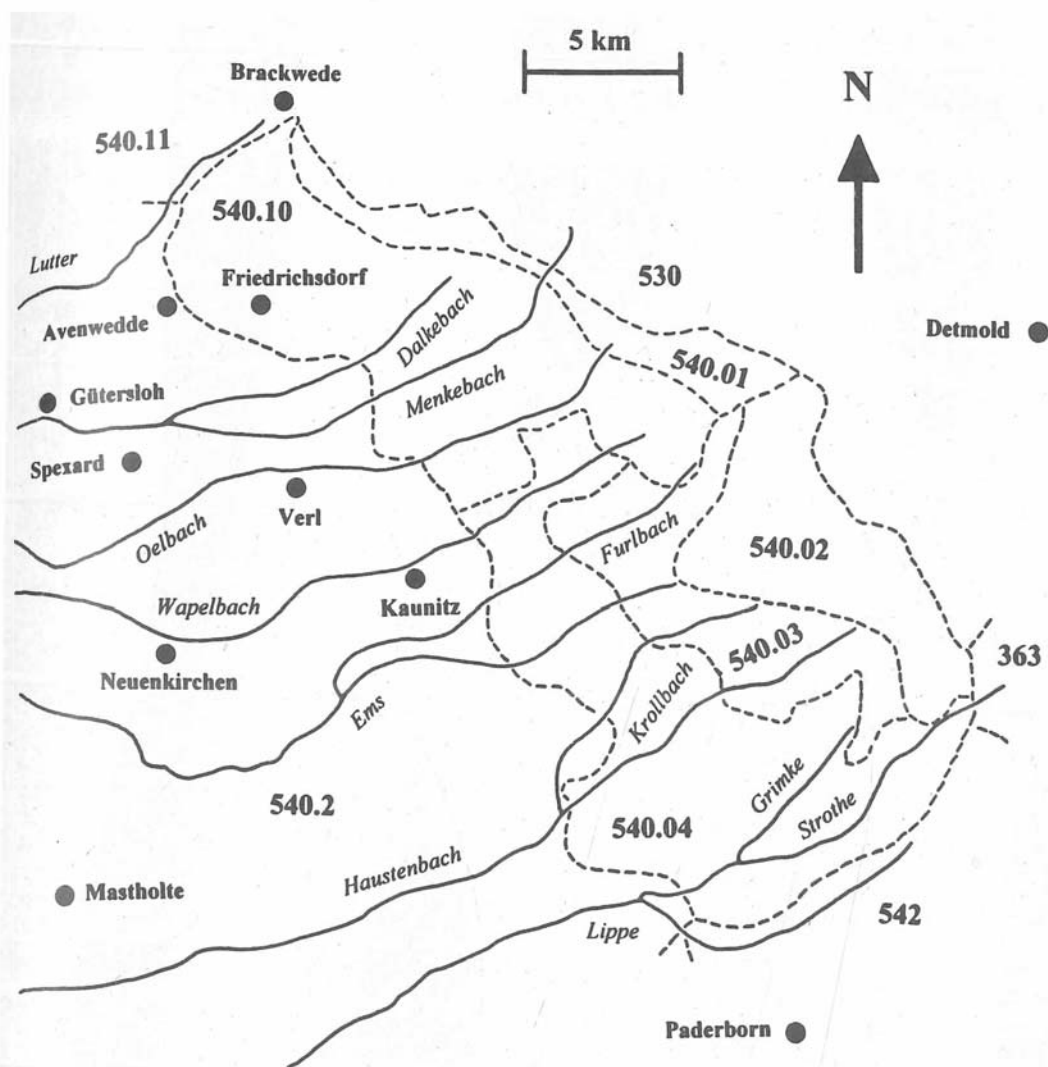 5 km
Brackwede
N
540.11
540.10
Lutter
Friedrichsdorf
530
Avenwedde
Dalkebach
Detmold
540.01
Gütersloh
Menkebach
Spexard
Verl
Oelbach
Furlbach
540.02
Wapelbach
Kaunitz
540.03
363
Neuenkirchen
Ems
Krollbach
Grimke
540.2
540.04
Strothe
Haustenbach
Mastholte
542
Lippe
Paderborn